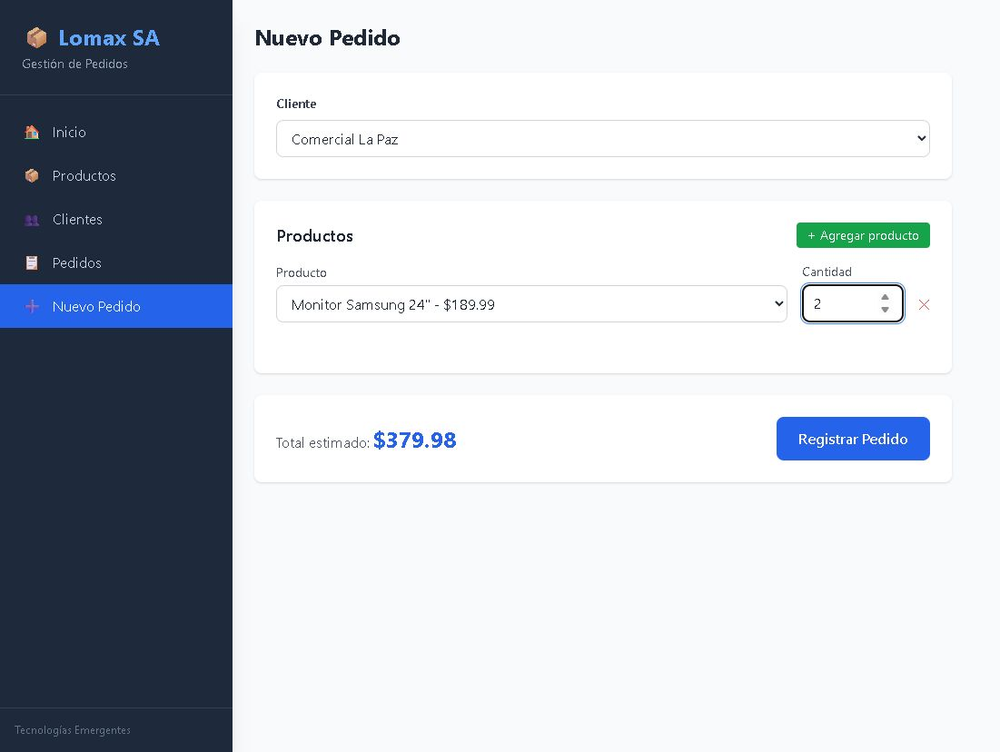 Lomax SA
Gestión de Pedidos
Inicio
Productos
Clientes
Pedidos
Nuevo Pedido
Tecnologías Emergentes
Nuevo Pedido
Cliente
Comercial La Paz
Productos
+ Agregar producto
Producto
Cantidad
Monitor Samsung 24" - $189.99
2
Total estimado: $379.98
Registrar Pedido